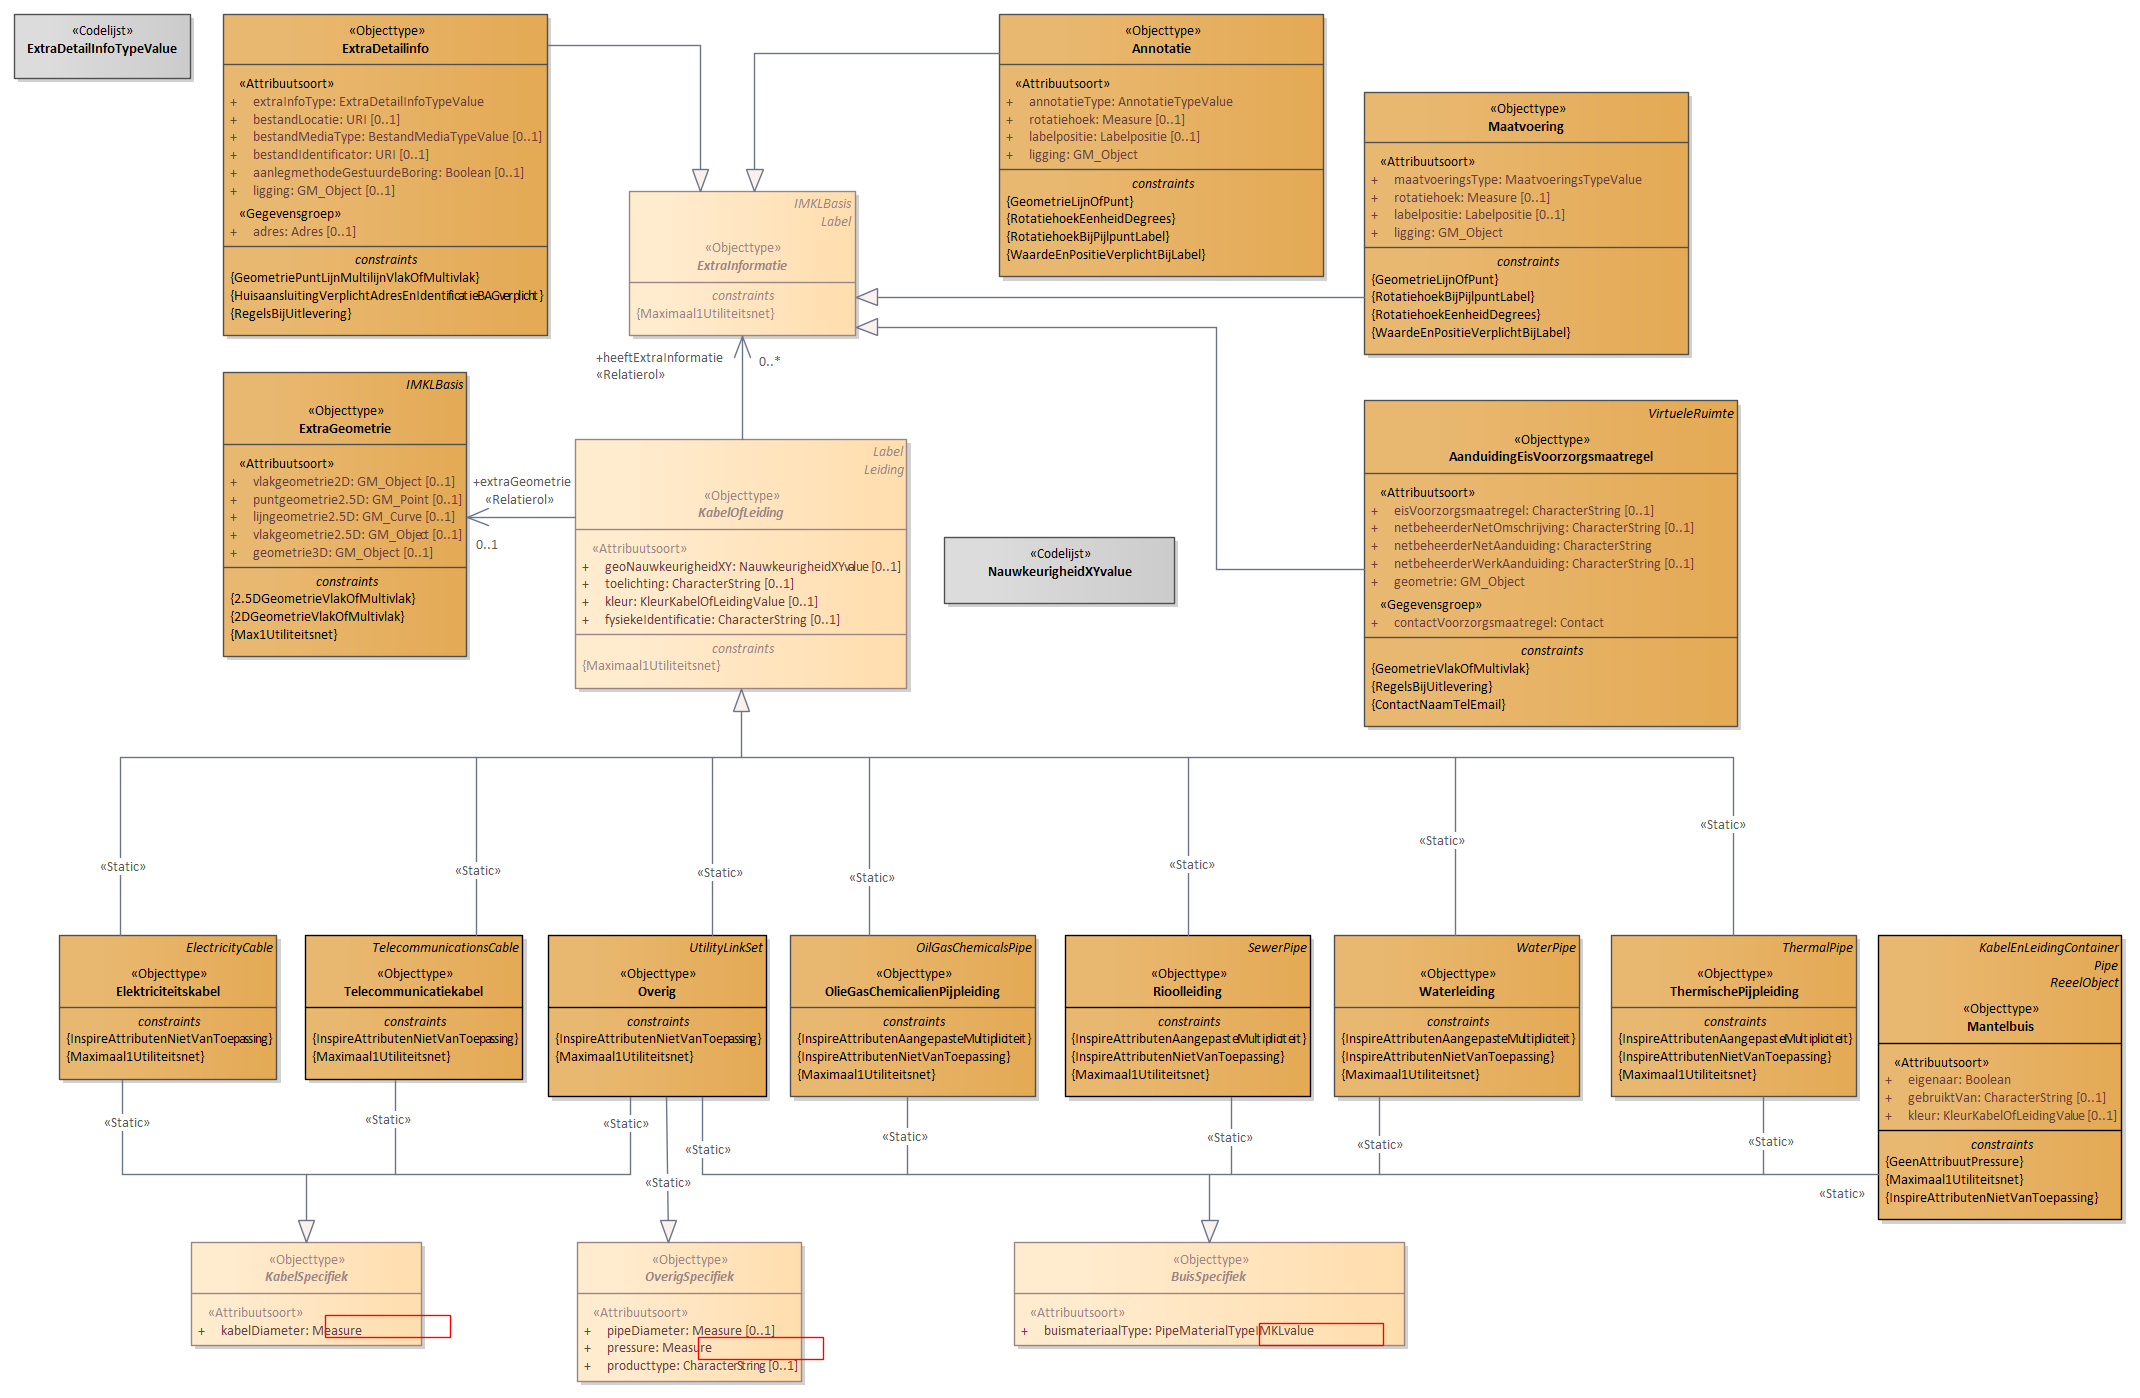 «Codelijst»
ExtraDetailInfoTypeValue
«Objecttype»
ExtraDetailinfo
«Attribuutsoort»
+ extraInfoType: ExtraDetailInfoTypeValue
+ bestandLocatie: URI [0..1]
+ bestandMediaType: BestandMediaTypeValue [0..1]
+ bestandIdentificator: URI [0..1]
+ aanlegmethodeGestuurdeBoring: Boolean [0..1]
+ ligging: GM_Object [0..1]
«Gegevensgroep»
+ adres: Adres [0..1]
constraints
{GeometriePuntLijnMultilijnVlakOfMultivlak}
{HuisaansluitingVerplichtAdresEnIdentificatieBAGverplicht}
{RegelsBijUitlevering}
«Objecttype»
Annotatie
«Attribuutsoort»
+ annotatieType: AnnotatieTypeValue
+ rotatiehoek: Measure [0..1]
+ labelpositie: Labelpositie [0..1]
+ ligging: GM_Object
constraints
{GeometrieLijnOfPunt}
{RotatiehoekEenheidDegrees}
{RotatiehoekBijPijlpuntLabel}
{WaardeEnPositieVerplichtBijLabel}
«Objecttype»
Maatvoering
«Attribuutsoort»
+ maatvoeringsType: MaatvoeringsTypeValue
+ rotatiehoek: Measure [0..1]
+ labelpositie: Labelpositie [0..1]
+ ligging: GM_Object
constraints
{GeometrieLijnOfPunt}
{RotatiehoekBijPijlpuntLabel}
{RotatiehoekEenheidDegrees}
{WaardeEnPositieVerplichtBijLabel}
IMKLBasis
Label
«Objecttype»
ExtraInformatie
constraints
{Maximaal1Utiliteitsnet}
+heeftExtraInformatie
«Relatierol»
0..*
IMKLBasis
«Objecttype»
ExtraGeometrie
«Attribuutsoort»
+ vlakgeometrie2D: GM_Object [0..1]
+ puntgeometrie2.5D: GM_Point [0..1]
+ lijngeometrie2.5D: GM_Curve [0..1]
+ vlakgeometrie2.5D: GM_Object [0..1]
+ geometrie3D: GM_Object [0..1]
constraints
{2.5DGeometrieVlakOfMultivlak}
{2DGeometrieVlakOfMultivlak}
{Max1Utiliteitsnet}
+extraGeometrie
«Relatierol»
0..1
Label
Leiding
«Objecttype»
KabelOfLeiding
«Attribuutsoort»
+ geoNauwkeurigheidXY: NauwkeurigheidXYvalue [0..1]
+ toelichting: CharacterString [0..1]
+ kleur: KleurKabelOfLeidingValue [0..1]
+ fysiekeIdentificatie: CharacterString [0..1]
constraints
{Maximaal1Utiliteitsnet}
«Codelijst»
NauwkeurigheidXYvalue
VirtueleRuimte
«Objecttype»
AanduidingEisVoorzorgsmaatregel
«Attribuutsoort»
+ eisVoorzorgsmaatregel: CharacterString [0..1]
+ netbeheerderNetOmschrijving: CharacterString [0..1]
+ netbeheerderNetAanduiding: CharacterString
+ netbeheerderWerkAanduiding: CharacterString [0..1]
+ geometrie: GM_Object
«Gegevensgroep»
+ contactVoorzorgsmaatregel: Contact
constraints
{GeometrieVlakOfMultivlak}
{RegelsBijUitlevering}
{ContactNaamTelEmail}
«Static»
«Static»
«Static»
«Static»
«Static»
«Static»
«Static»
ElectricityCable
«Objecttype»
Elektriciteitskabel
constraints
{InspireAttributenNietVanToepassing}
{Maximaal1Utiliteitsnet}
TelecommunicationsCable
«Objecttype»
Telecommunicatiekabel
constraints
{InspireAttributenNietVanToepassing}
{Maximaal1Utiliteitsnet}
UtilityLinkSet
«Objecttype»
Overig
constraints
{InspireAttributenNietVanToepassing}
{Maximaal1Utiliteitsnet}
OilGasChemicalsPipe
«Objecttype»
OlieGasChemicalienPijpleiding
constraints
{InspireAttributenAangepasteMultipliciteit}
{InspireAttributenNietVanToepassing}
{Maximaal1Utiliteitsnet}
SewerPipe
«Objecttype»
Rioolleiding
constraints
{InspireAttributenAangepasteMultipliciteit}
{InspireAttributenNietVanToepassing}
{Maximaal1Utiliteitsnet}
WaterPipe
«Objecttype»
Waterleiding
constraints
{InspireAttributenAangepasteMultipliciteit}
{InspireAttributenNietVanToepassing}
{Maximaal1Utiliteitsnet}
ThermalPipe
«Objecttype»
ThermischePijpleiding
constraints
{InspireAttributenAangepasteMultipliciteit}
{InspireAttributenNietVanToepassing}
{Maximaal1Utiliteitsnet}
KabelEnLeidingContainer
Pipe
ReeelObject
«Objecttype»
Mantelbuis
«Attribuutsoort»
+ eigenaar: Boolean
+ gebruiktVan: CharacterString [0..1]
+ kleur: KleurKabelOfLeidingValue [0..1]
constraints
{GeenAttribuutPressure}
{Maximaal1Utiliteitsnet}
{InspireAttributenNietVanToepassing}
«Static»
«Static»
«Static»
«Static»
«Static»
«Static»
«Static»
«Static»
«Static»
«Static»
«Objecttype»
KabelSpecifiek
«Attribuutsoort»
+ kabelDiameter: Measure
«Objecttype»
OverigSpecifiek
«Attribuutsoort»
+ pipeDiameter: Measure [0..1]
+ pressure: Measure
+ producttype: CharacterString [0..1]
«Objecttype»
BuisSpecifiek
«Attribuutsoort»
+ buismateriaalType: PipeMaterialTypeIMKLvalue